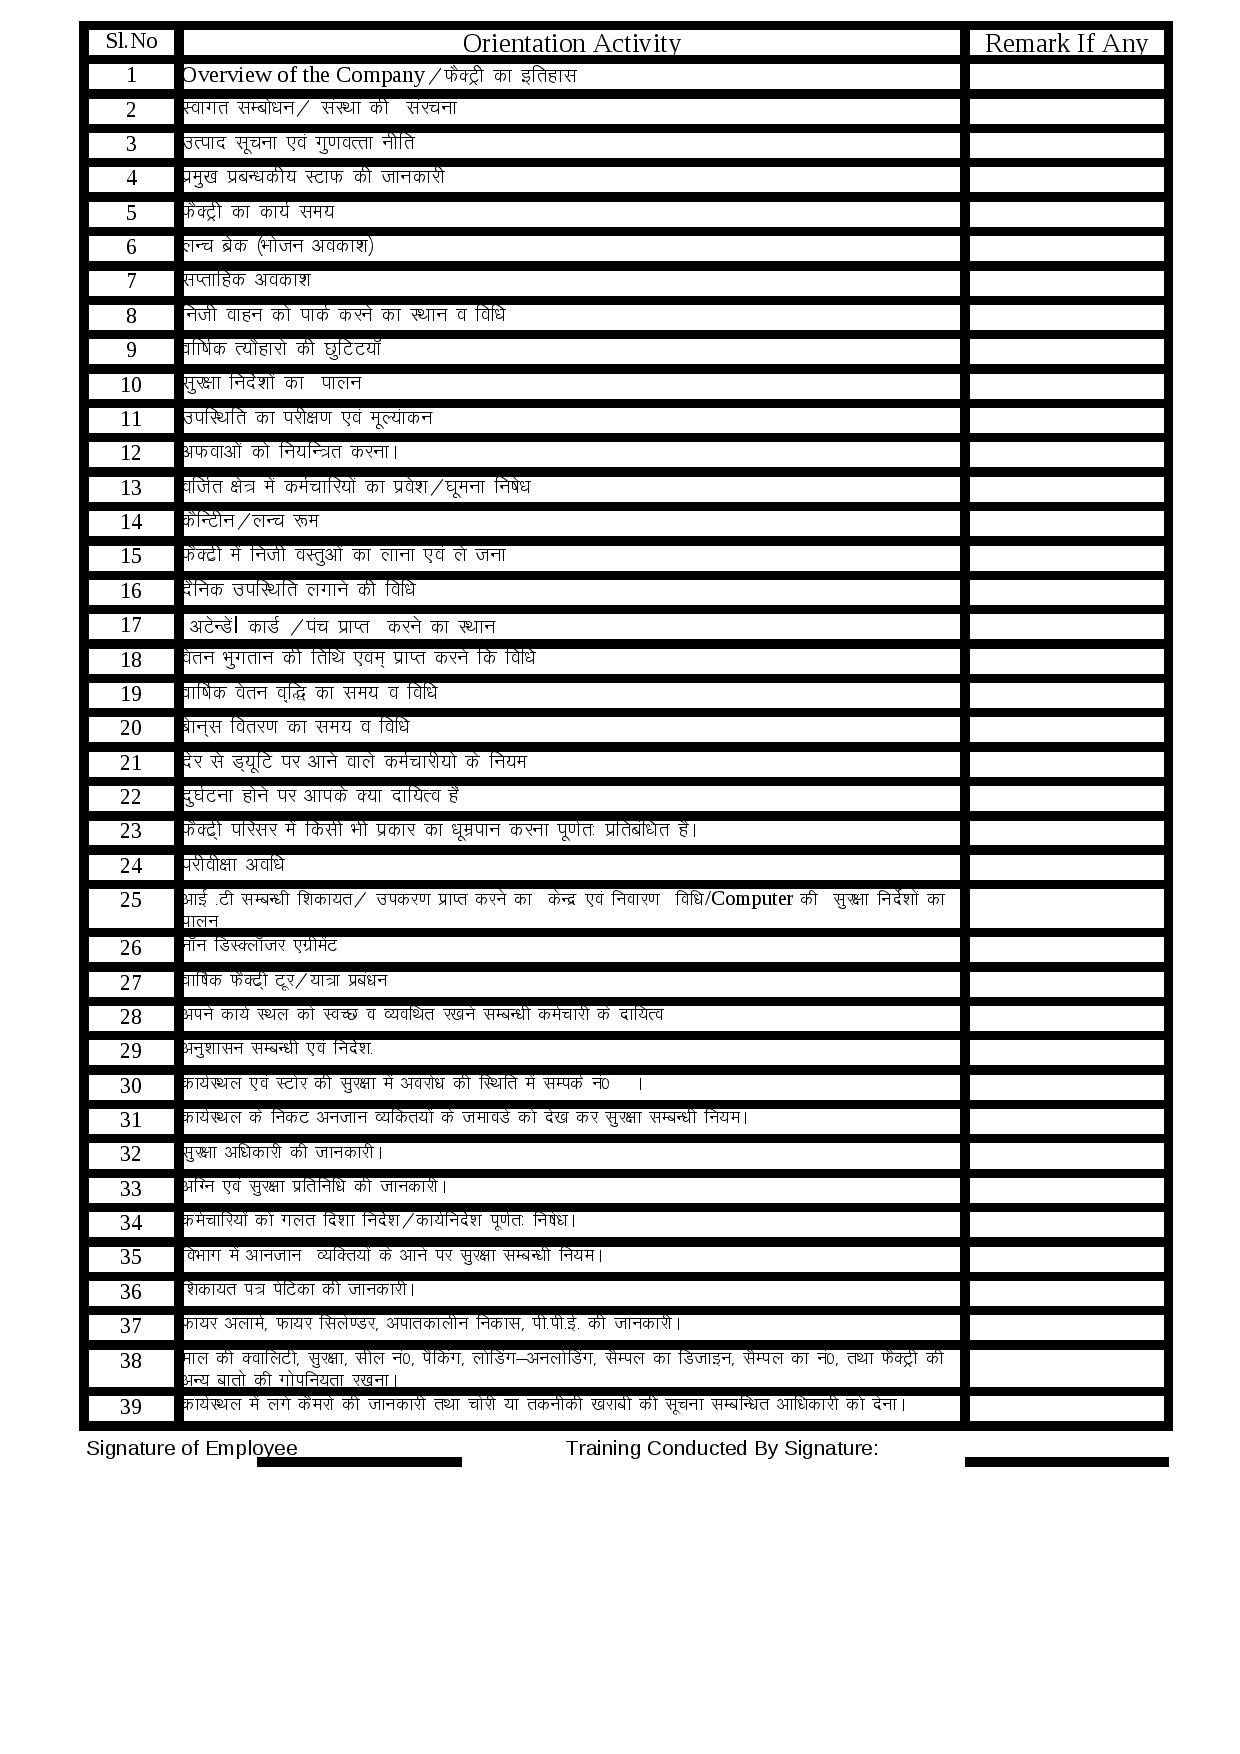 Sl.No Orientation Activity Remark If Any
1 Overview of the Company/फैक्ट्री का इतिहास
2 स्वागत सम्बोधन/ संस्था की संरचना
3 उत्पाद सूचना एवं गुणवत्ता नीति
4 प्रमुख प्रबन्धकीय स्टाफ की जानकारी
5 फैक्ट्री का कार्य समय
6 लन्च ब्रेक (भोजन अवकाश)
7 सप्ताहिक अवकाश
8 निजी वाहन को पार्क करने का स्थान व विधि
9 वार्षिक त्यौहारो की छुटिटयॉ
10 सुरक्षा निर्देशों का पालन
11 उपस्थिति का परीक्षण एवं मूल्यांकन
12 अफवाओं को नियन्त्रित करना।
13 वर्जित क्षेत्र में कर्मचारियों का प्रवेश/घूमना निषेध
14 कैन्टिीन/लन्च रूम
15 फैक्ट्री में निजी वस्तुओं का लाना एवं ले जना
16 दैनिक उपस्थिति लगाने की विधि
17 अटेन्डें। कार्ड /पंच प्राप्त करने का स्थान
18 वेतन भुगतान की तिथि एवम् प्राप्त करने कि विधि
19 वार्षिक वेतन वृद्धि का समय व विधि
20 बोन्स वितरण का समय व विधि
21 देर से ड्यूटि पर आने वाले कर्मचारीयो के नियम
22 दुर्घटना होने पर आपके क्या दायित्व है
23 फैक्ट्री परिसर में किसी भी प्रकार का धूम्रपान करना पूर्णतः प्रतिबंधित है।
24 परीवीक्षा अवधि
25 आई .टी सम्बन्धी शिकायत/ उपकरण प्राप्त करने का केन्द्र एवं निवारण विधि/Computer की सुरक्षा निर्देशों का
पालन
26 नॉन डिस्क्लॉजर एग्रीमेंट
27 वार्षिक फैक्ट्री टूर/यात्रा प्रबंधन
28 अपने कार्य स्थल को स्वच्छ व व्यवथित रखने सम्बन्धी कर्मचारी के दायित्व
29 अनुशासन सम्बन्धी एवं निर्देश.
30 कार्यस्थल एवं स्टोर की सुरक्षा में अवरोध की स्थिति में सम्पर्क नं0 ।
31 कार्यस्थल के निकट अनजान व्यकितयों के जमावडे को देख कर सुरक्षा सम्बन्धी नियम।
32 सुरक्षा अधिकारी की जानकारी।
33 अग्नि एवं सुरक्षा प्रतिनिधि की जानकारी।
34 कर्मचारियों को गलत दिशा निर्देश/कार्यनिर्देश पूर्णतः निषेध।
35 विभाग में आनजान व्यक्तियों के आने पर सुरक्षा सम्बन्धी नियम।
36 शिकायत पत्र पेटिका की जानकारी।
37 फायर अलार्म, फायर सिलेण्डर, अपातकालीन निकास, पी.पी.ई. की जानकारी।
38 माल की क्वालिटी, सुरक्षा, सील नं0, पैकिंग, लोडिंग–अनलोडिंग, सैम्पल का डिजाइन, सैम्पल का नं0, तथा फैक्ट्री की
अन्य बातो की गोपनियता रखना।
39 कार्यस्थल में लगे कैमरो की जानकारी तथा चोरी या तकनीकी खराबी की सूचना सम्बन्धित आधिकारी को देना।
Signature of Employee Training Conducted By Signature: